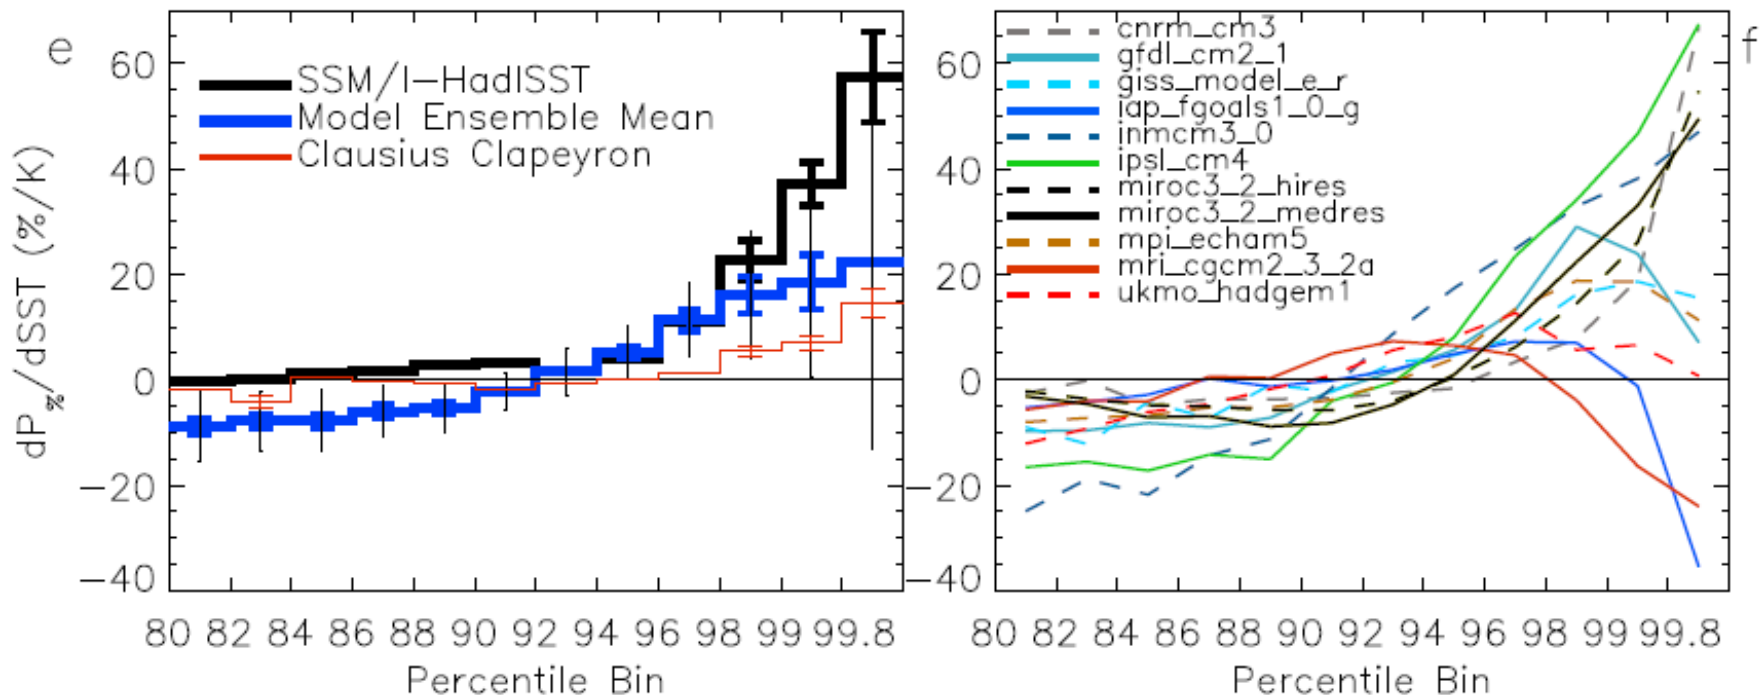 e
SSM/I-HadISST
Model Ensemble Mean
Clausius Clapeyron
dP%/dSST (%/K)
60
40
20
0
-20
-40
80 82 84 86 88 90 92 94 96 98 99 99.8
Percentile Bin
f
cnrm_cm3
gfdl_cm2_1
giss_model_e_r
iap_fgoals1_0_g
inmcm3_0
ipsl_cm4
miroc3_2_hires
miroc3_2_medres
mpi_echam5
mri_cgcm2_3_2a
ukmo_hadgem1
60
40
20
0
-20
-40
80 82 84 86 88 90 92 94 96 98 99 99.8
Percentile Bin